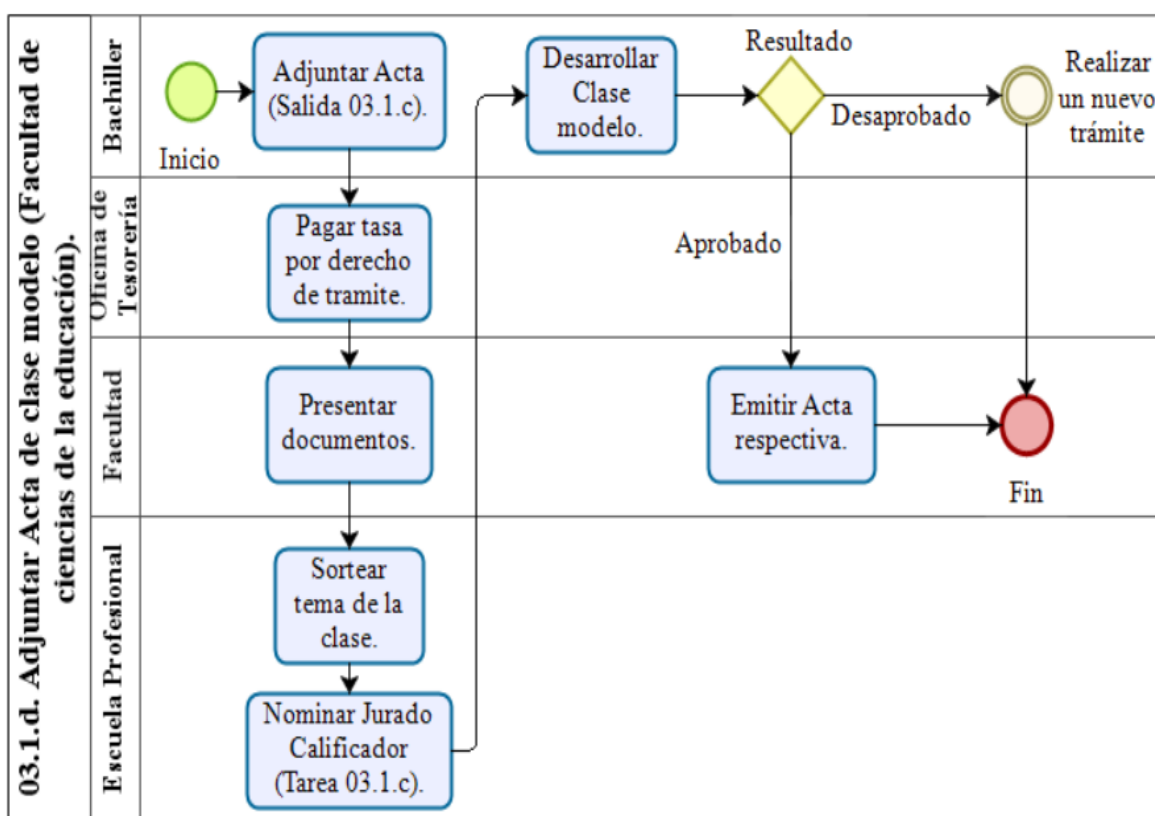 03.1.d. Adjuntar Acta de clase modelo (Facultad de
ciencias de la educación).
Bachiller
Inicio
Adjuntar Acta
(Salida 03.1.c).
Desarrollar
Clase
modelo.
Resultado
Desaprobado
Realizar
un nuevo
trámite
Oficina de
Tesorería
Pagar tasa
por derecho
de tramite.
Aprobado
Facultad
Presentar
documentos.
Emitir Acta
respectiva.
Fin
Escuela Profesional
Sortear
tema de la
clase.
Nominar Jurado
Calificador
(Tarea 03.1.c).